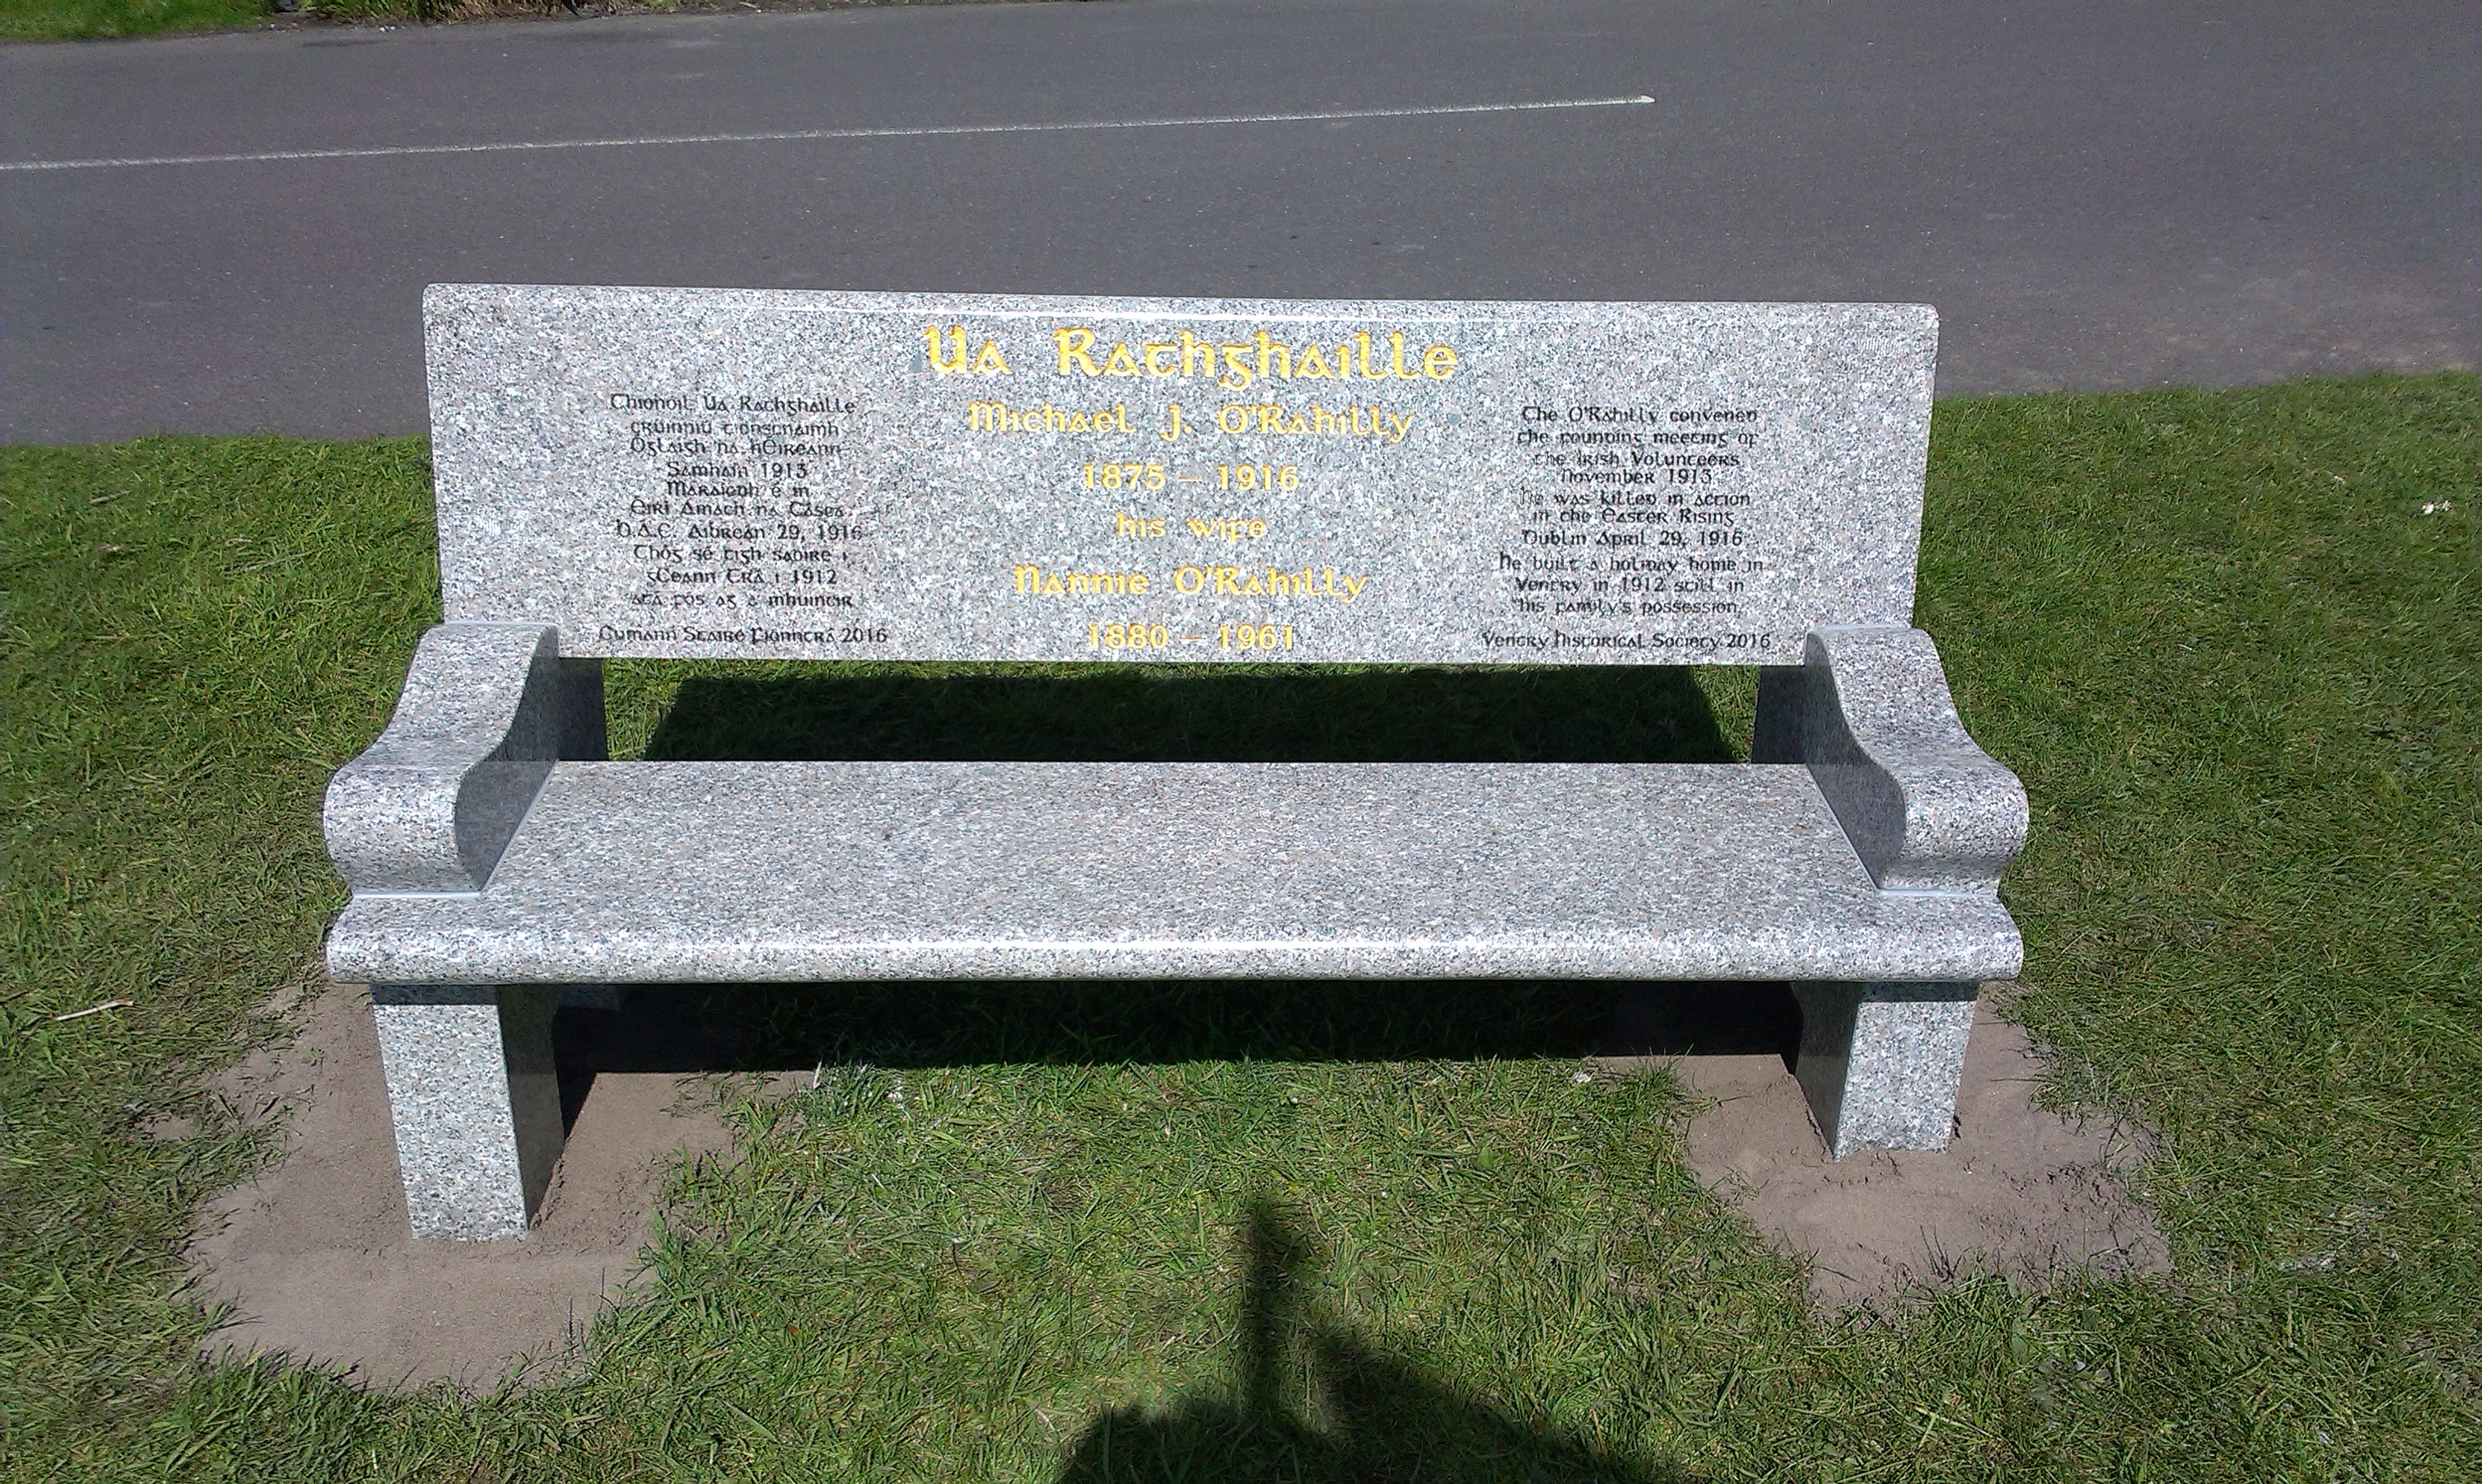 Ua Rathghaille
Thionóil Ua Rathghaille
cruinniú tionscnaimh
Óglaigh na hÉireann
Samhain 1913
Maraíodh é in
Éirí Amach na Cásca
B.Á.C. Aibreán 29, 1916
Thóg sé tigh saoire i
gCeann Trá i 1912
atá fós ag a mhuintir
Cumann Staire Fionntrá 2016
Michael J. O'Rahilly
1875 – 1916
his wife
Nannie O'Rahilly
1880 – 1961
The O'Rahilly convened
the founding meeting of
the Irish Volunteers
November 1913
he was killed in action
in the Easter Rising
Dublin April 29, 1916
he built a holiday home in
Ventry in 1912 still in
his family's possession.
Ventry Historical Society 2016